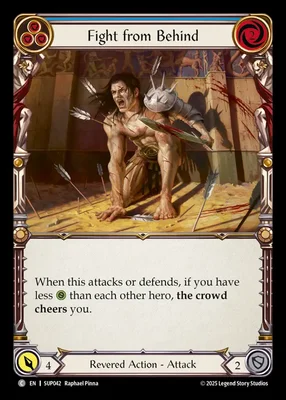 Fight from Behind
When this attacks or defends, if you have
less than each other hero, the crowd
cheers you.
4 Revered Action - Attack 2
C EN | SUP042 Raphael Pinna © 2025 Legend Story Studios